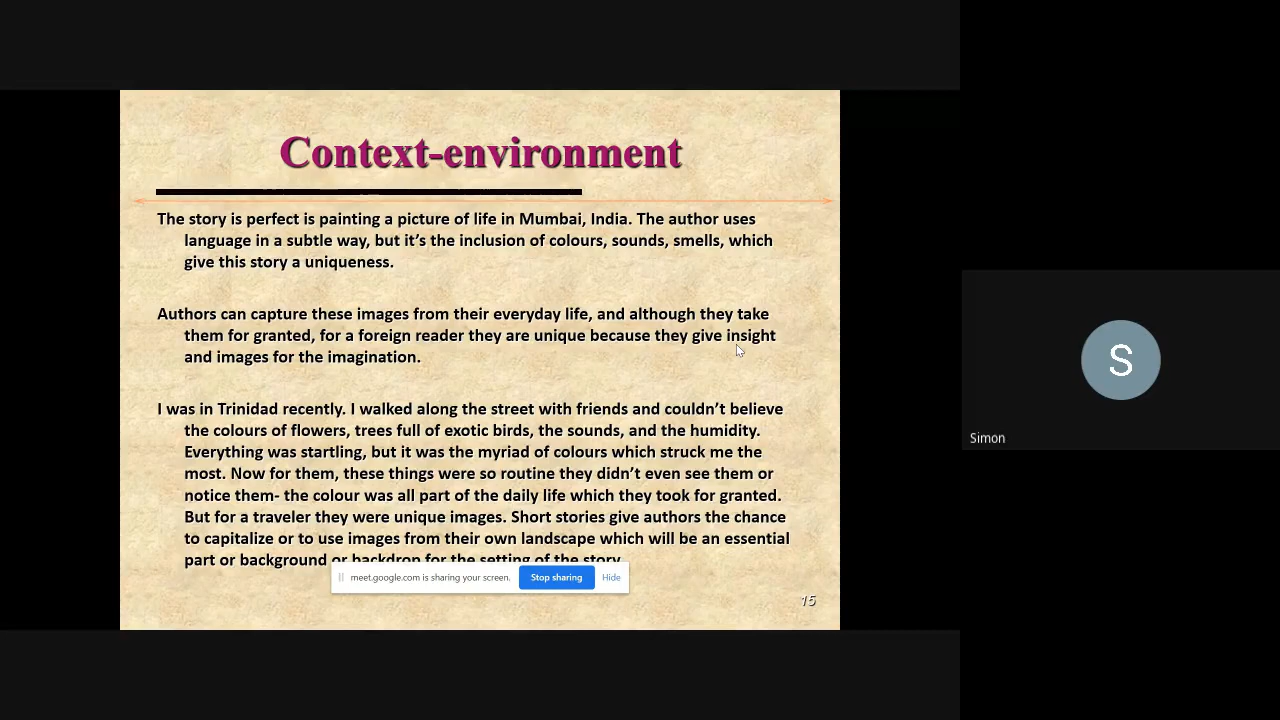 Context-environment
The story is perfect is painting a picture of life in Mumbai, India. The author uses
language in a subtle way, but it's the inclusion of colours, sounds, smells, which
give this story a uniqueness.
Authors can capture these images from their everyday life, and although they take
them for granted, for a foreign reader they are unique because they give insight
and images for the imagination.
I was in Trinidad recently. I walked along the street with friends and couldn't believe
the colours of flowers, trees full of exotic birds, the sounds, and the humidity.
Everything was startling, but it was the myriad of colours which struck me the
most. Now for them, these things were so routine they didn't even see them or
notice them- the colour was all part of the daily life which they took for granted.
But for a traveler they were unique images. Short stories give authors the chance
to capitalize or to use images from their own landscape which will be an essential
part or background or backdrop for the setting of the story.
meet.google.com is sharing your screen.
Stop sharing
Hide
15
S
Simon